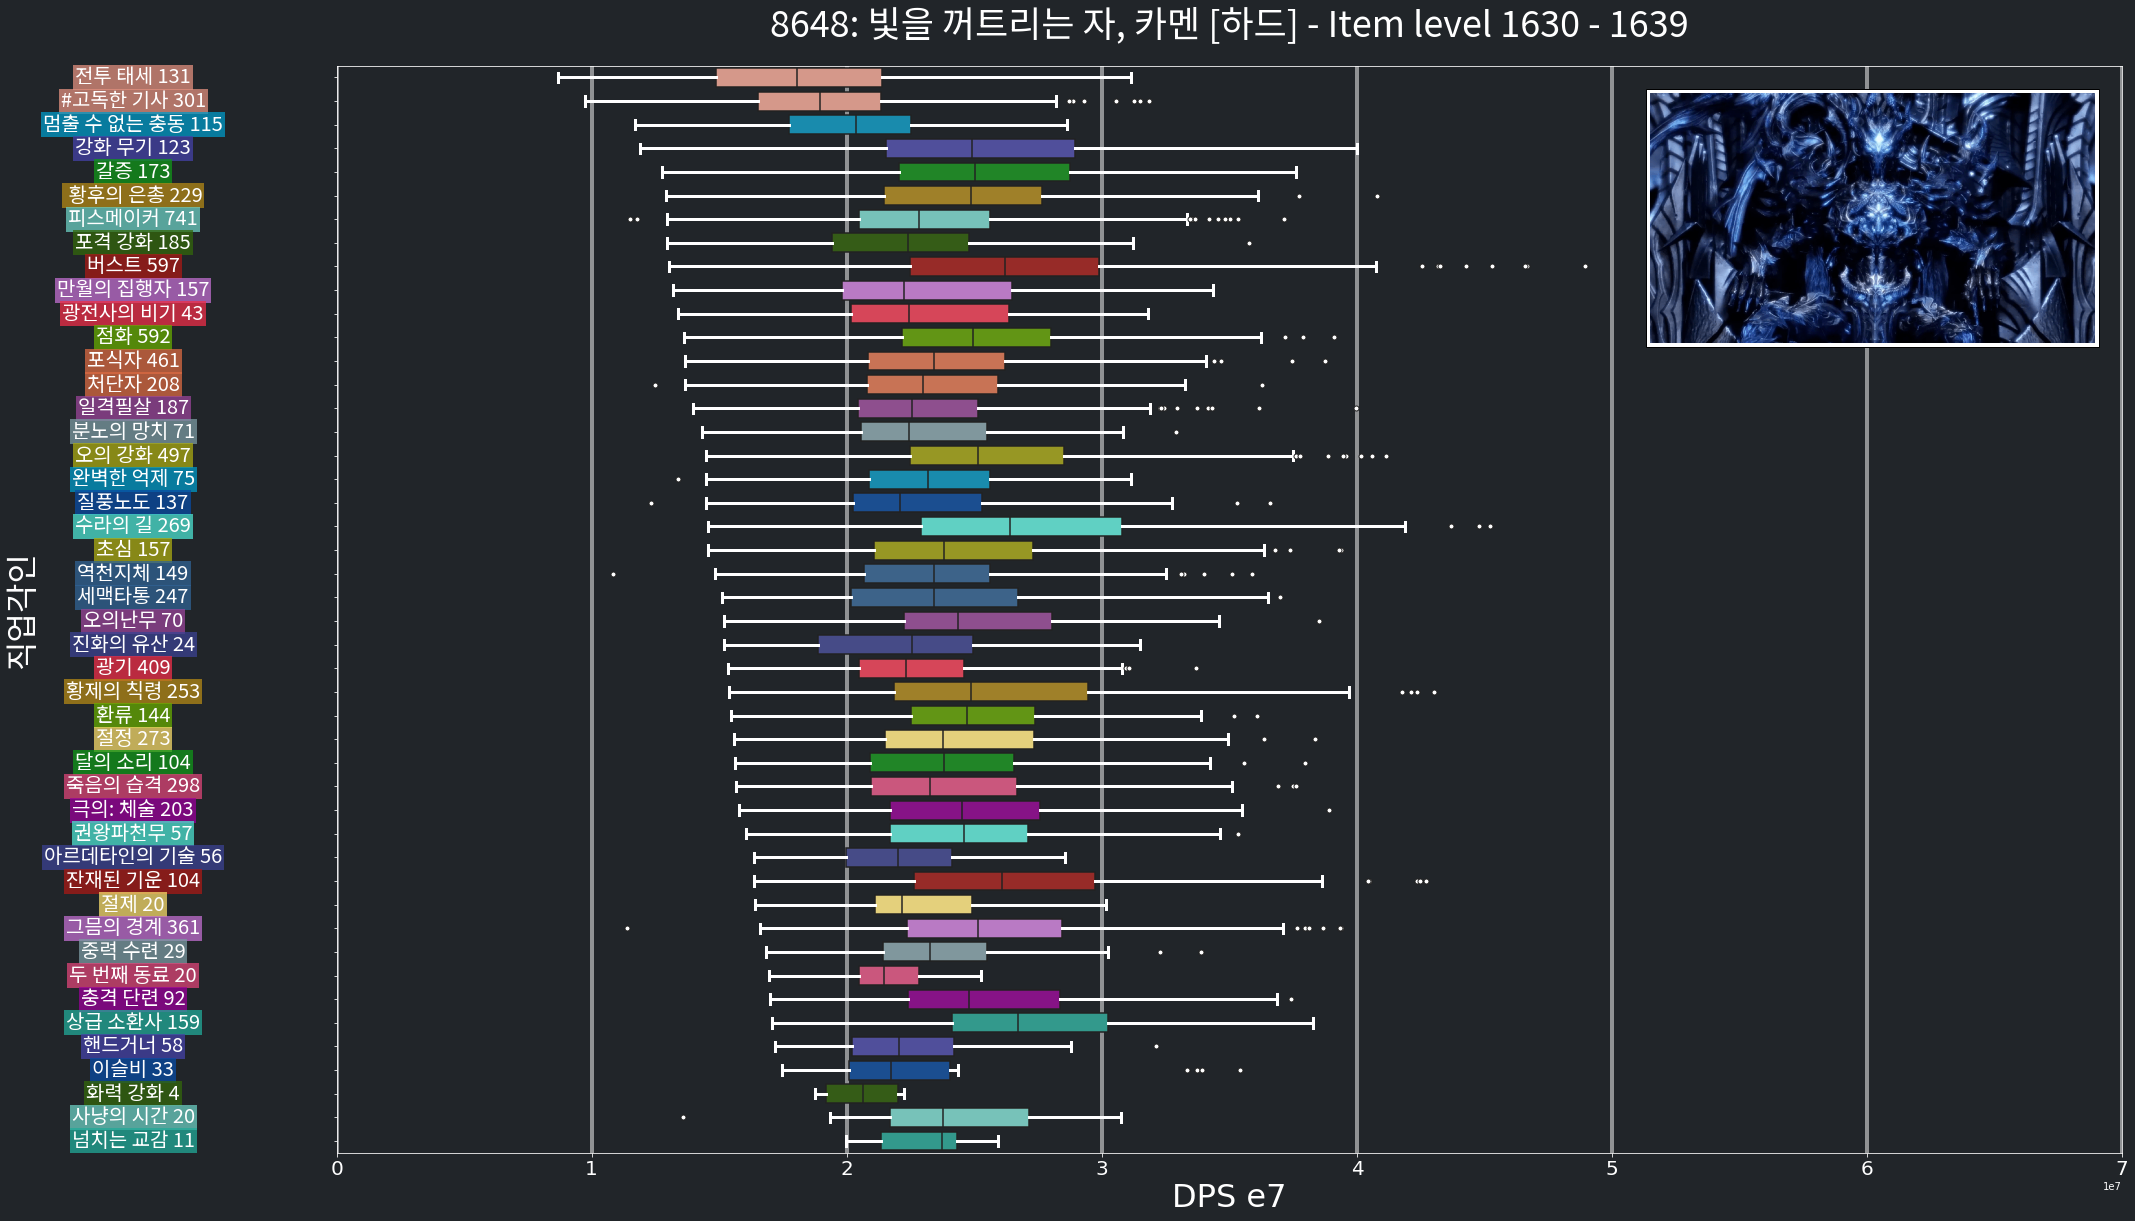 8648: 빛을 꺼트리는 자, 카멘 [하드] - Item level 1630 - 1639
직업각인
전투 태세 131
#고독한 기사 301
멈출 수 없는 충동 115
강화 무기 123
갈증 173
황후의 은총 229
피스메이커 741
포격 강화 185
버스트 597
만월의 집행자 157
광전사의 비기 43
점화 592
포식자 461
처단자 208
일격필살 187
분노의 망치 71
오의 강화 497
완벽한 억제 75
질풍노도 137
수라의 길 269
초심 157
역천지체 149
세맥타통 247
오의난무 70
진화의 유산 24
광기 409
황제의 칙령 253
환류 144
절정 273
달의 소리 104
죽음의 습격 298
극의: 체술 203
권왕파천무 57
아르데타인의 기술 56
잔재된 기운 104
절제 20
그믐의 경계 361
중력 수련 29
두 번째 동료 20
충격 단련 92
상급 소환사 159
핸드거너 58
이슬비 33
화력 강화 4
사냥의 시간 20
넘치는 교감 11
0 1 2 3 4 5 6 7
1e7
DPS e7